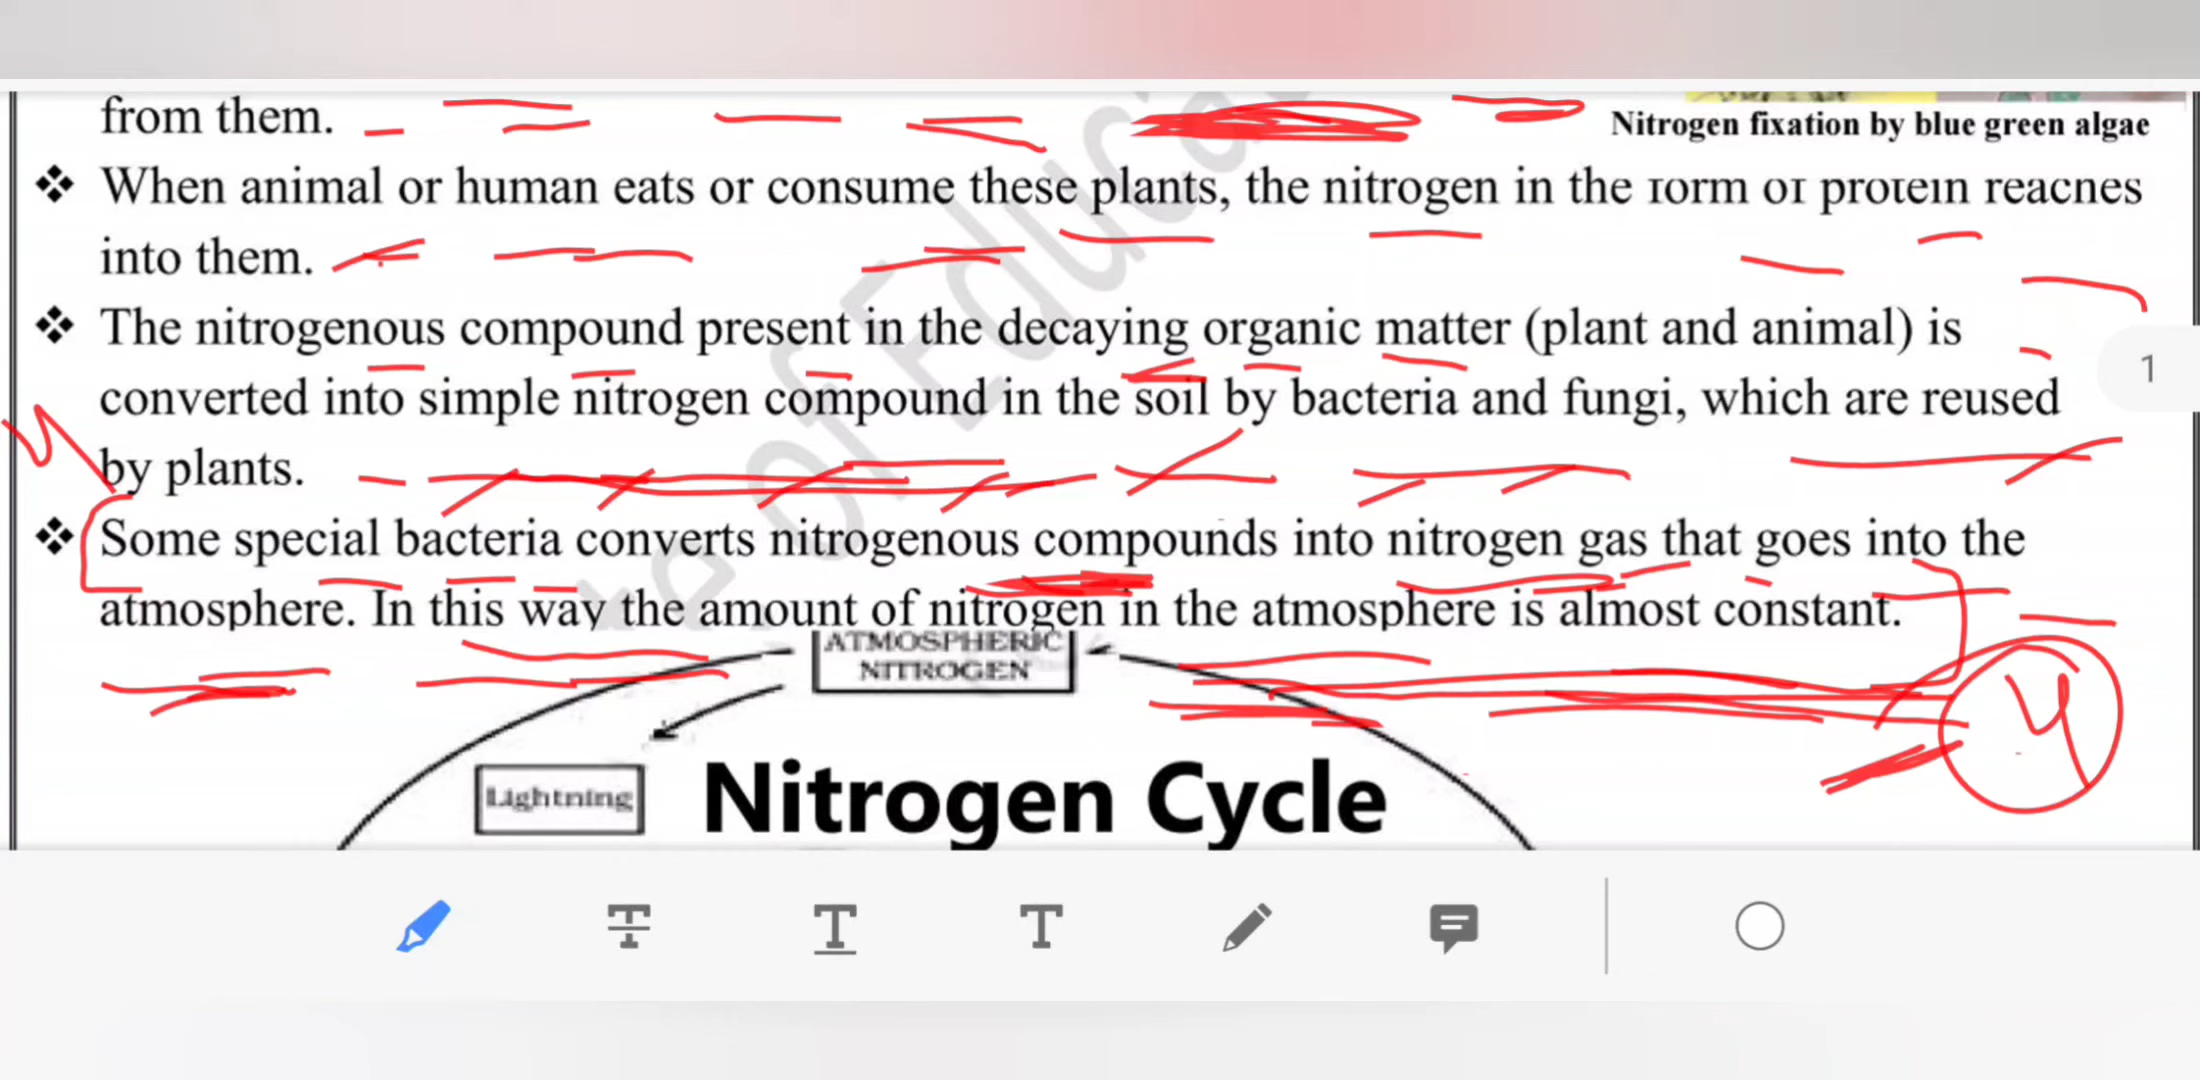 from them.
Nitrogen fixation by blue green algae
❖ When animal or human eats or consume these plants, the nitrogen in the form of protein reaches
into them.
❖ The nitrogenous compound present in the decaying organic matter (plant and animal) is
converted into simple nitrogen compound in the soil by bacteria and fungi, which are reused
by plants.
1
❖ Some special bacteria converts nitrogenous compounds into nitrogen gas that goes into the
atmosphere. In this way the amount of nitrogen in the atmosphere is almost constant.
ATMOSPHERIC
NITROGEN
Lightning
Nitrogen Cycle